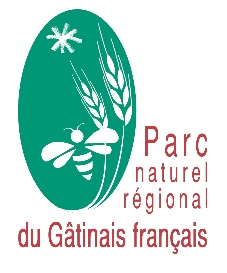 Parc
naturel
régional
du Gâtinais français